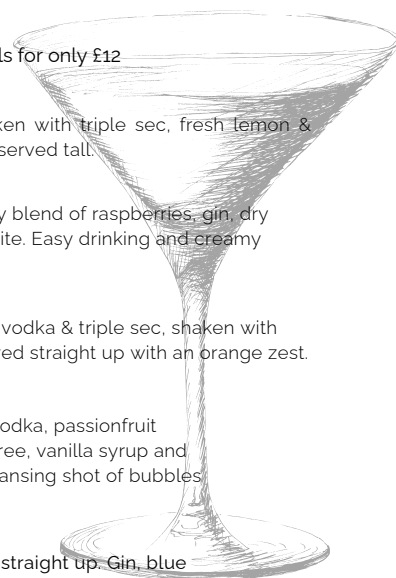 ls for only £12
ken with triple sec, fresh lemon &
served tall.
y blend of raspberries, gin, dry
ite. Easy drinking and creamy
vodka & triple sec, shaken with
ed straight up with an orange zest.
odka, passionfruit
ree, vanilla syrup and
ansing shot of bubbles
straight up. Gin, blue